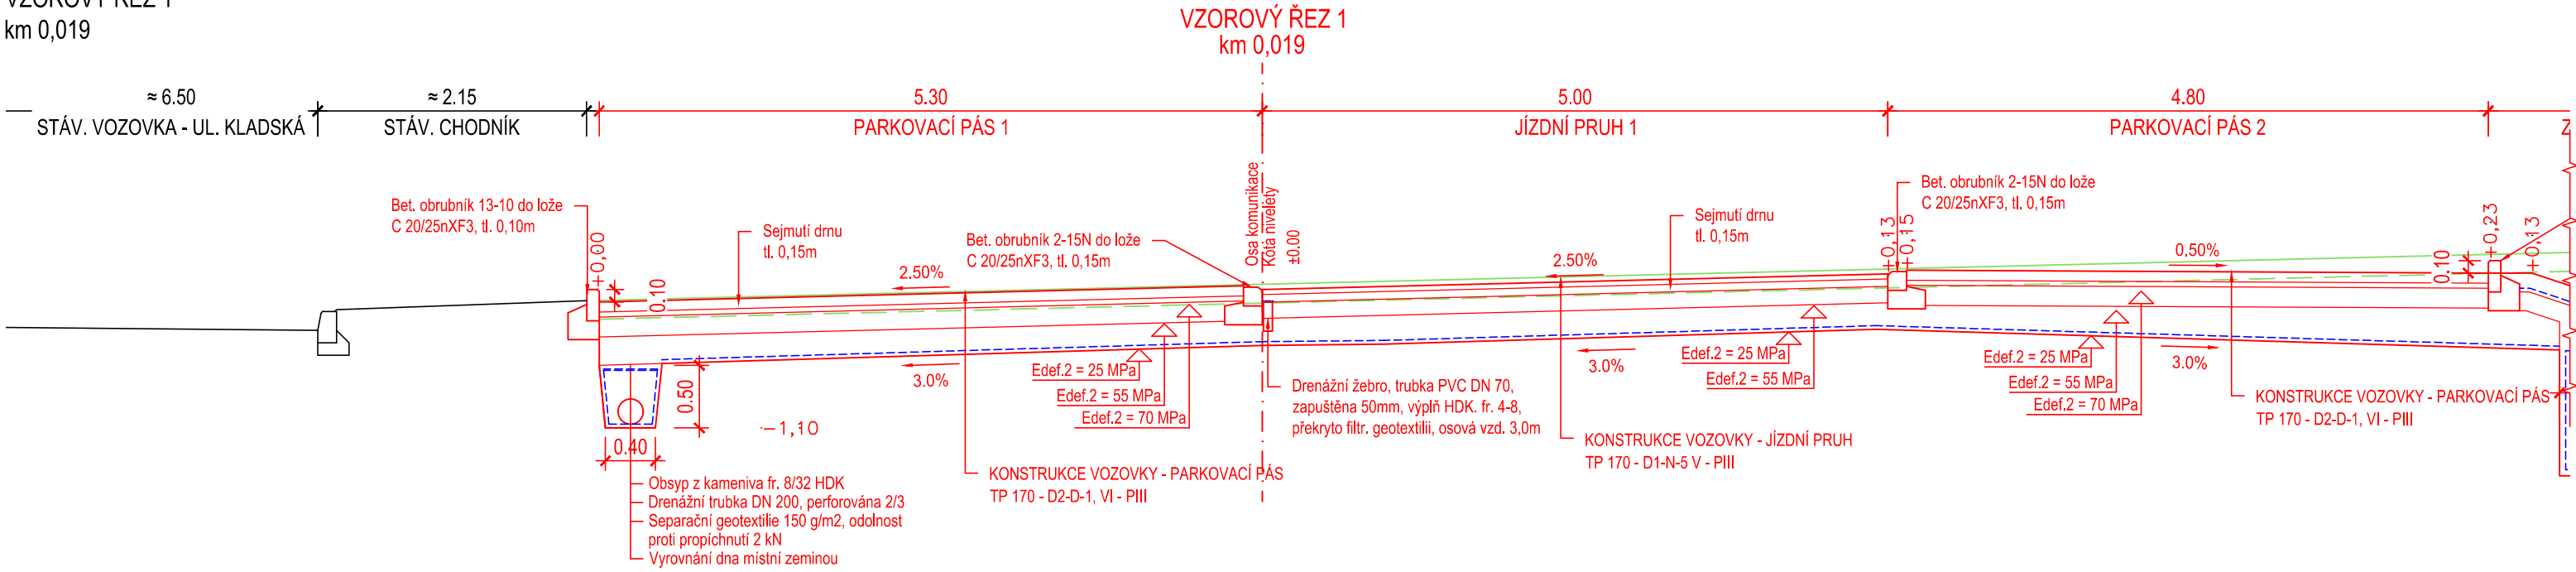 VZOROVÝ ŘEZ 1
km 0,019
VZOROVÝ ŘEZ 1
km 0,019
≈ 6.50
≈ 2.15
5.30
5.00
4.80
STÁV. VOZOVKA - UL. KLADSKÁ
STÁV. CHODNÍK
PARKOVACÍ PÁS 1
JÍZDNÍ PRUH 1
PARKOVACÍ PÁS 2
Z
Bet. obrubník 13-10 do lože
C 20/25nXF3, tl. 0,10m
+0,00
0.10
Sejmutí drnu
tl. 0,15m
2.50%
Bet. obrubník 2-15N do lože
C 20/25nXF3, tl. 0,15m
Osa komunikace
Kóta nivelety
±0.00
2.50%
Sejmutí drnu
tl. 0,15m
Bet. obrubník 2-15N do lože
C 20/25nXF3, tl. 0,15m
+0,13
+0,15
0.50%
0.10
+0,23
+0,13
3.0%
Edef.2 = 25 MPa
Edef.2 = 55 MPa
Edef.2 = 70 MPa
3.0%
Edef.2 = 25 MPa
Edef.2 = 55 MPa
Edef.2 = 25 MPa
Edef.2 = 55 MPa
Edef.2 = 70 MPa
3.0%
0.50
0.40
-1,10
Drenážní žebro, trubka PVC DN 70,
zapuštěna 50mm, výplň HDK. fr. 4-8,
překryto filtr. geotextilii, osová vzd. 3,0m
KONSTRUKCE VOZOVKY - PARKOVACÍ PÁS
TP 170 - D2-D-1, VI - PIII
KONSTRUKCE VOZOVKY - JÍZDNÍ PRUH
TP 170 - D1-N-5 V - PIII
KONSTRUKCE VOZOVKY - PARKOVACÍ PÁS
TP 170 - D2-D-1, VI - PIII
Obsyp z kameniva fr. 8/32 HDK
Drenážní trubka DN 200, perforována 2/3
Separační geotextilie 150 g/m2, odolnost
proti propíchnutí 2 kN
Vyrovnání dna místní zeminou